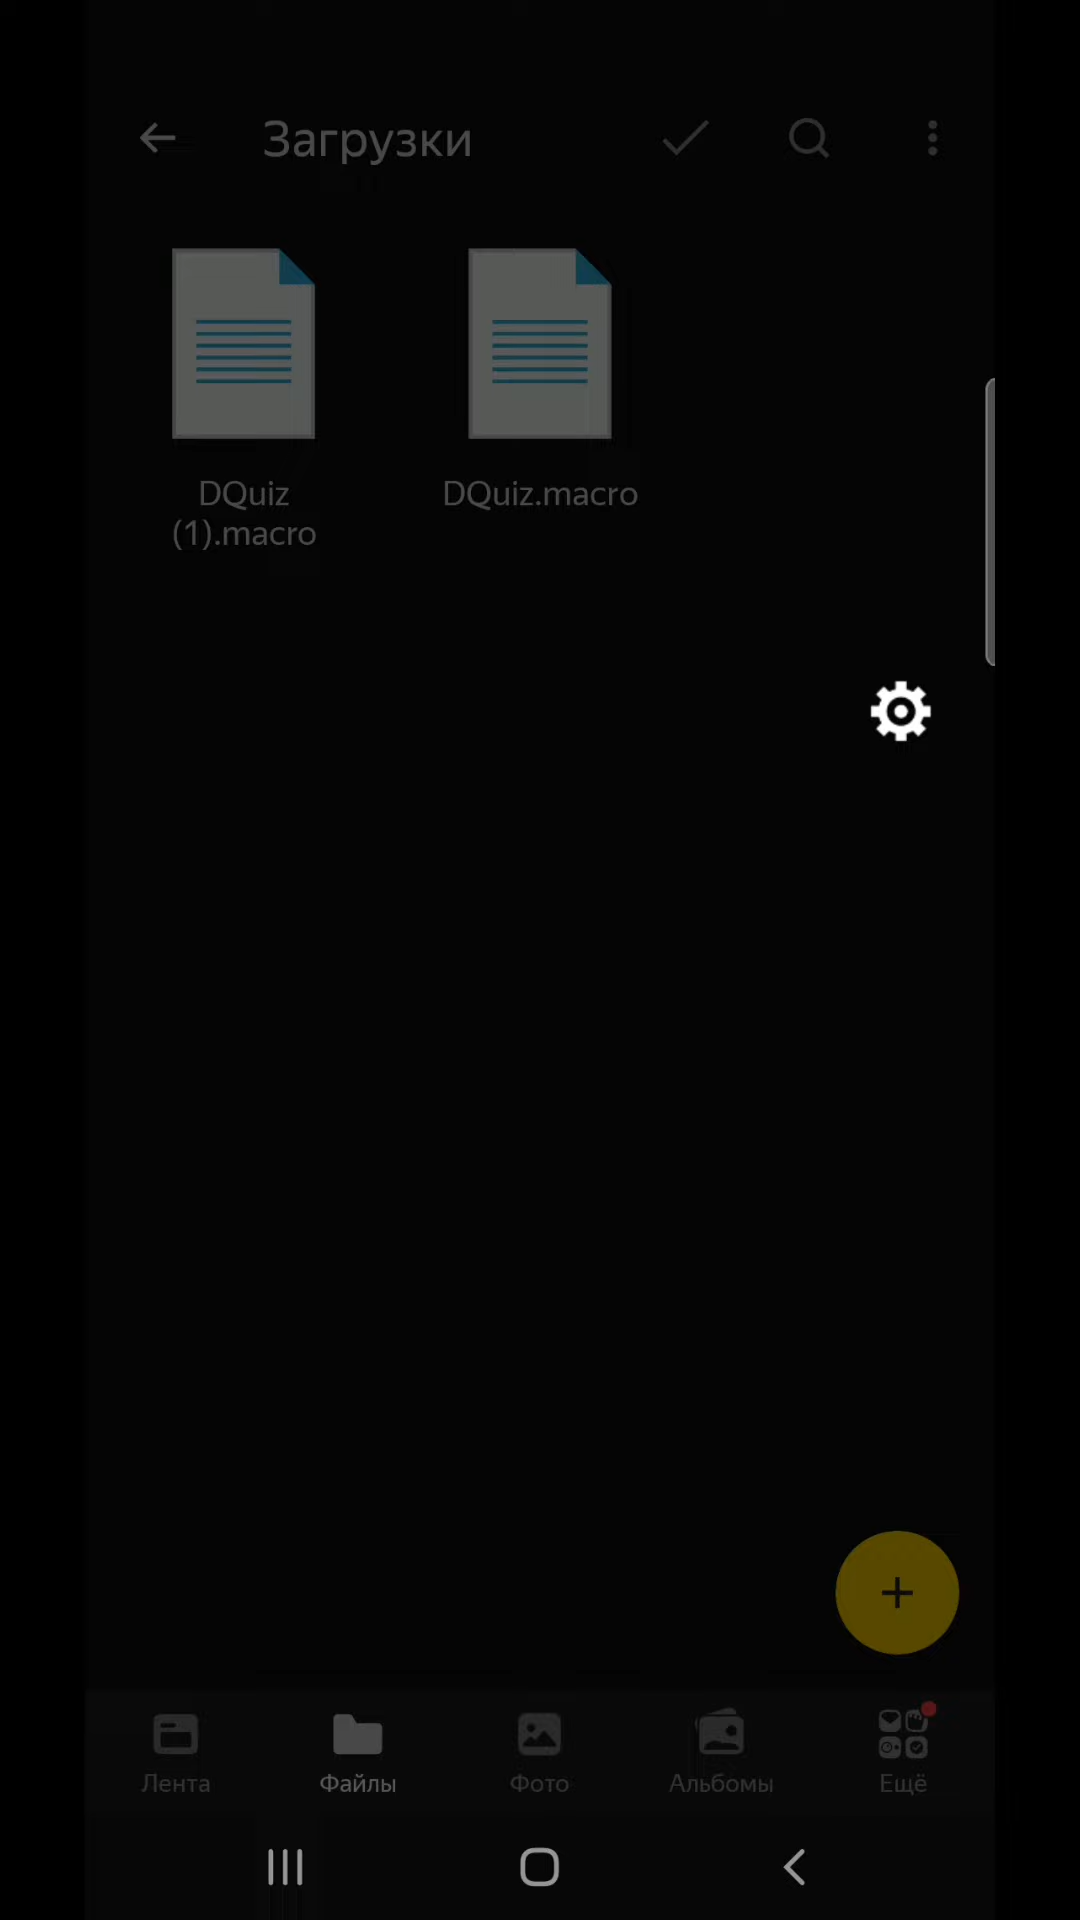 Загрузки
DQuiz
(1).macro
DQuiz.macro
Лента
Файлы
Фото
Альбомы
Ещё